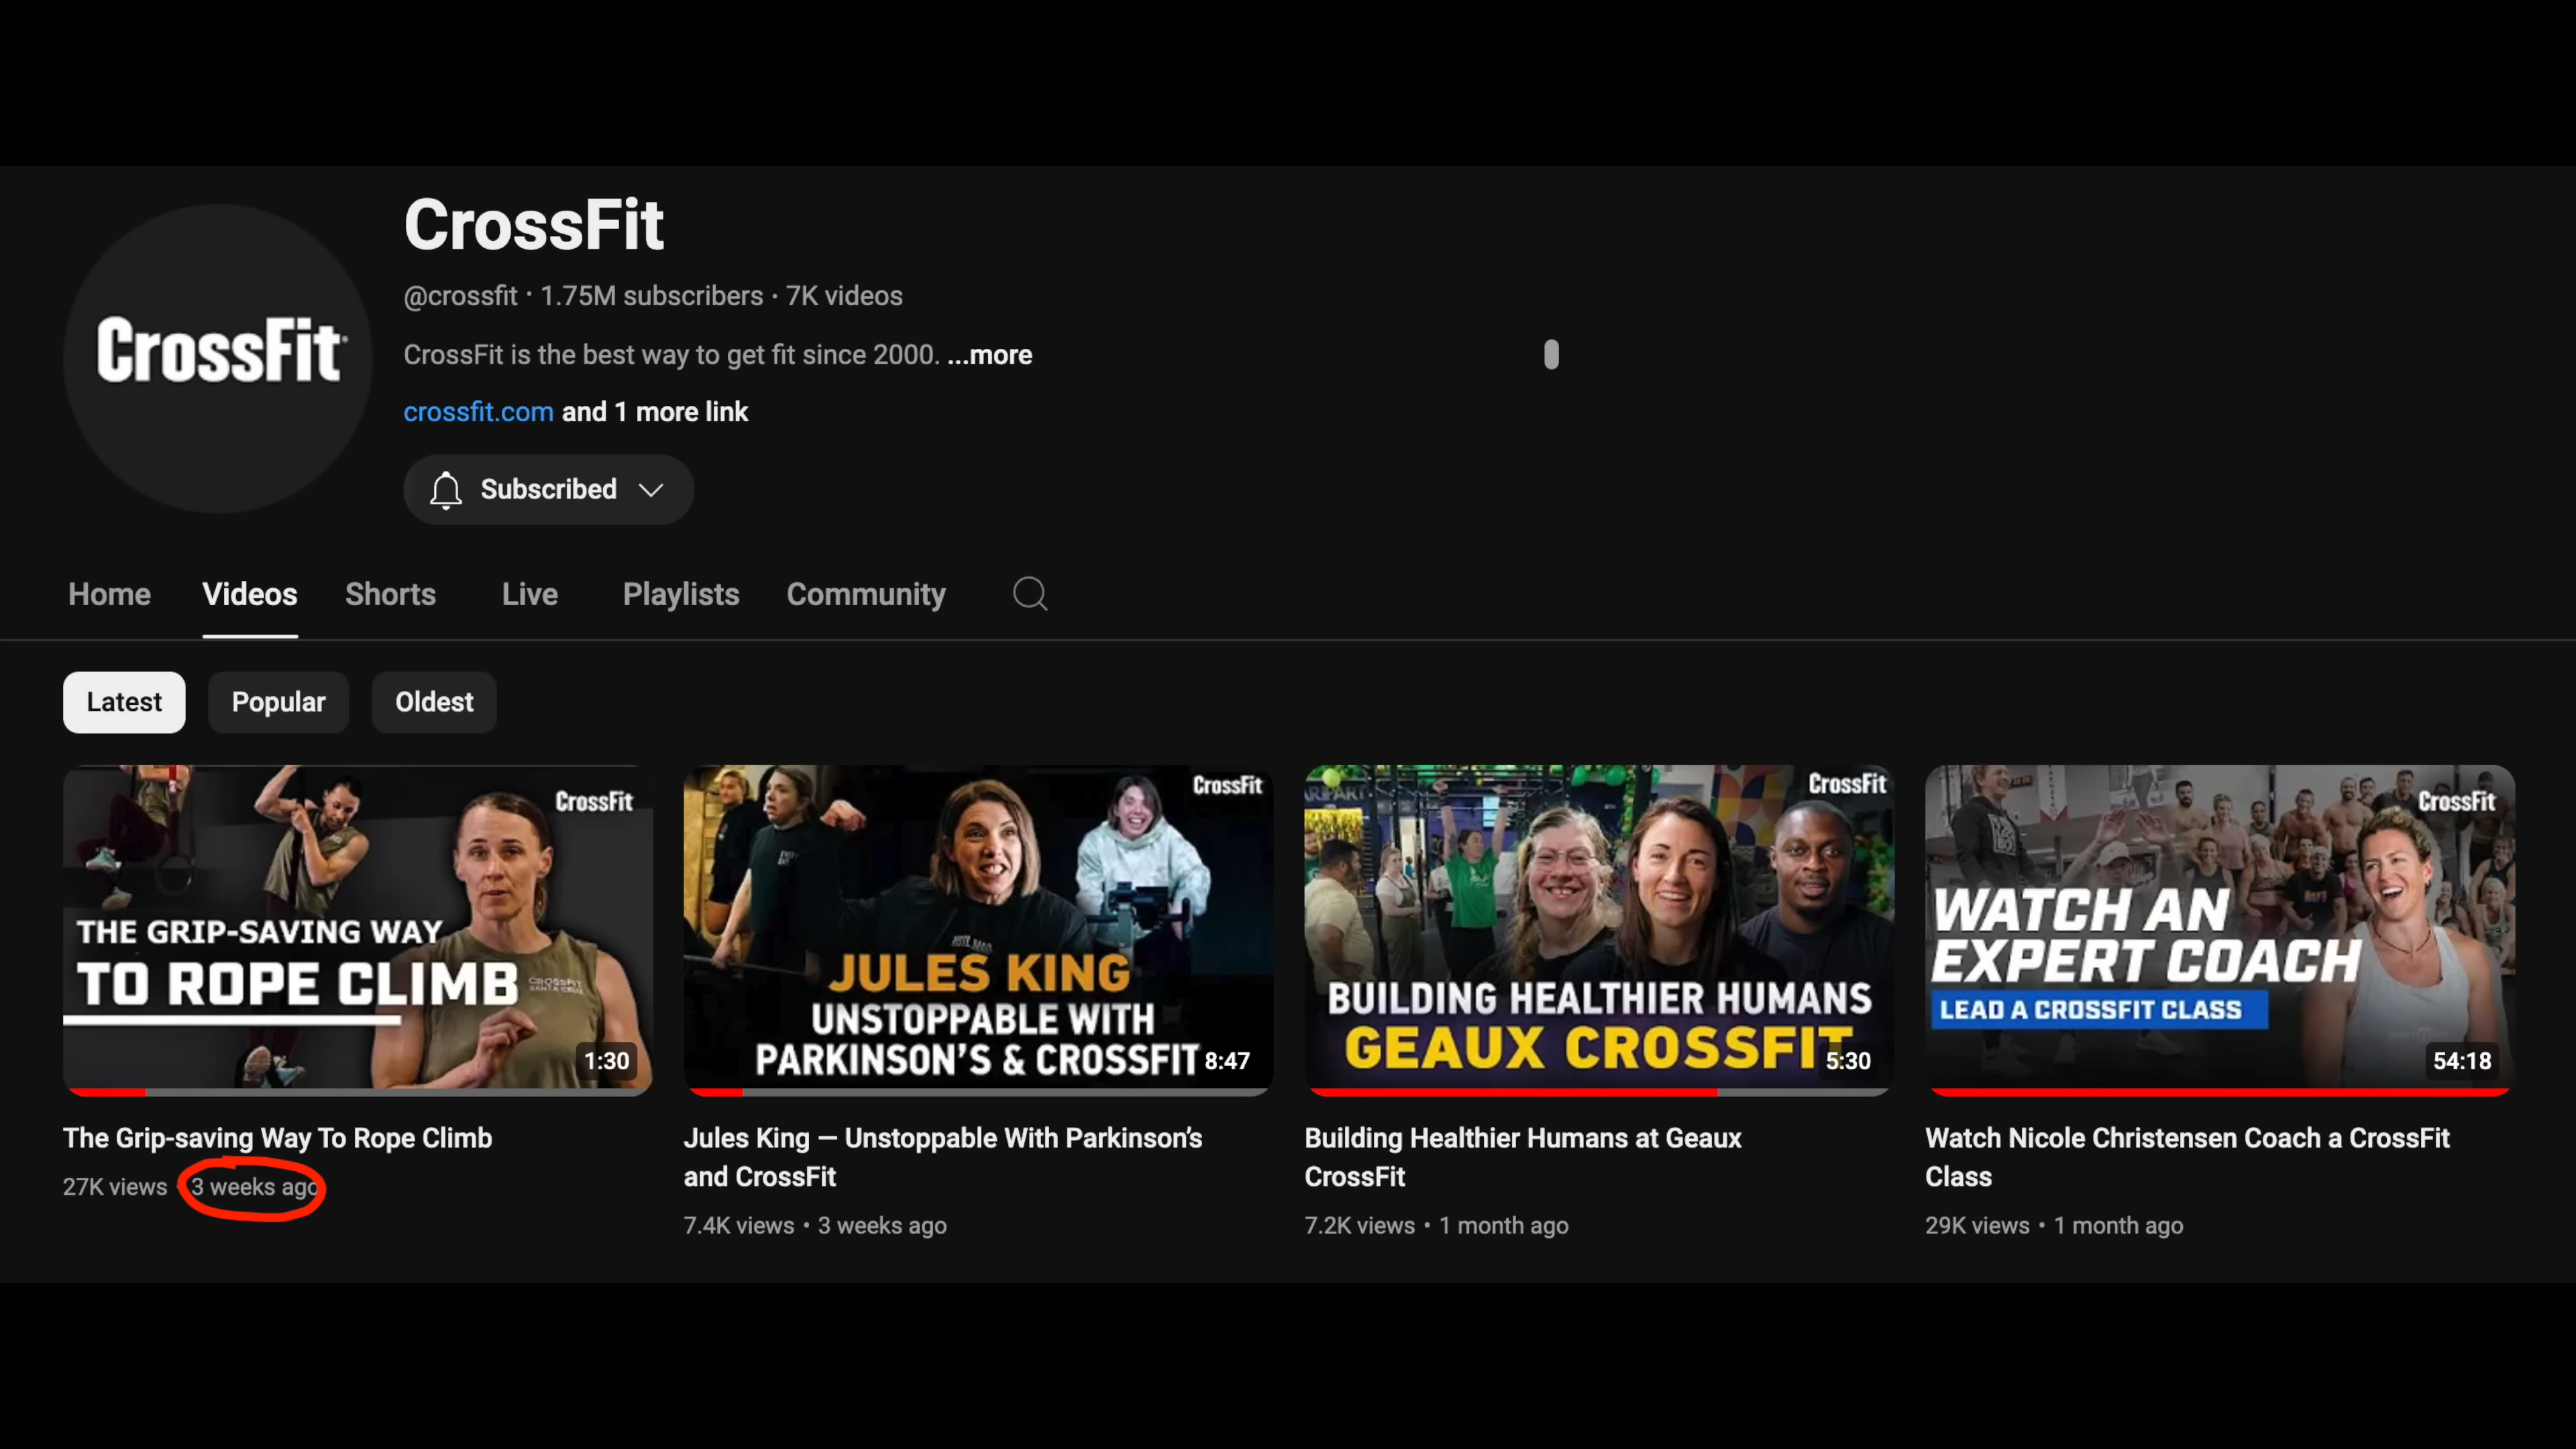 CrossFit
CrossFit
@crossfit · 1.75M subscribers · 7K videos
CrossFit is the best way to get fit since 2000. ...more
crossfit.com and 1 more link
Subscribed
Home Videos Shorts Live Playlists Community
Latest Popular Oldest
CrossFit
THE GRIP-SAVING WAY
TO ROPE CLIMB
CROSSFIT
SANTA CRUZ
1:30
The Grip-saving Way To Rope Climb
27K views · 3 weeks ago
CrossFit
JULES KING
UNSTOPPABLE WITH
PARKINSON'S & CROSSFIT
8:47
Jules King — Unstoppable With Parkinson's
and CrossFit
7.4K views • 3 weeks ago
CrossFit
BUILDING HEALTHIER HUMANS
GEAUX CROSSFIT
5:30
Building Healthier Humans at Geaux
CrossFit
7.2K views • 1 month ago
CrossFit
WATCH AN
EXPERT COACH
LEAD A CROSSFIT CLASS
54:18
Watch Nicole Christensen Coach a CrossFit
Class
29K views • 1 month ago